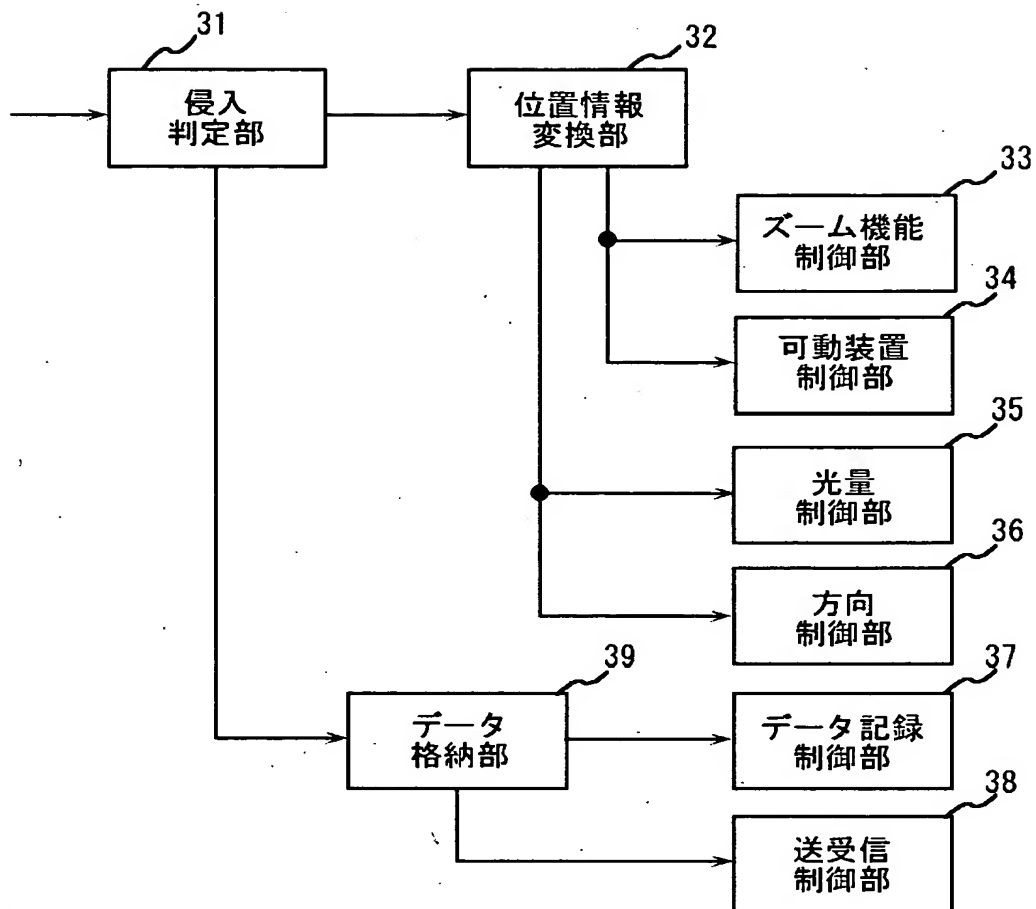 31
侵入
判定部
32
位置情報
変換部
33
ズーム機能
制御部
34
可動装置
制御部
35
光量
制御部
36
方向
制御部
39
データ
格納部
37
データ記録
制御部
38
送受信
制御部